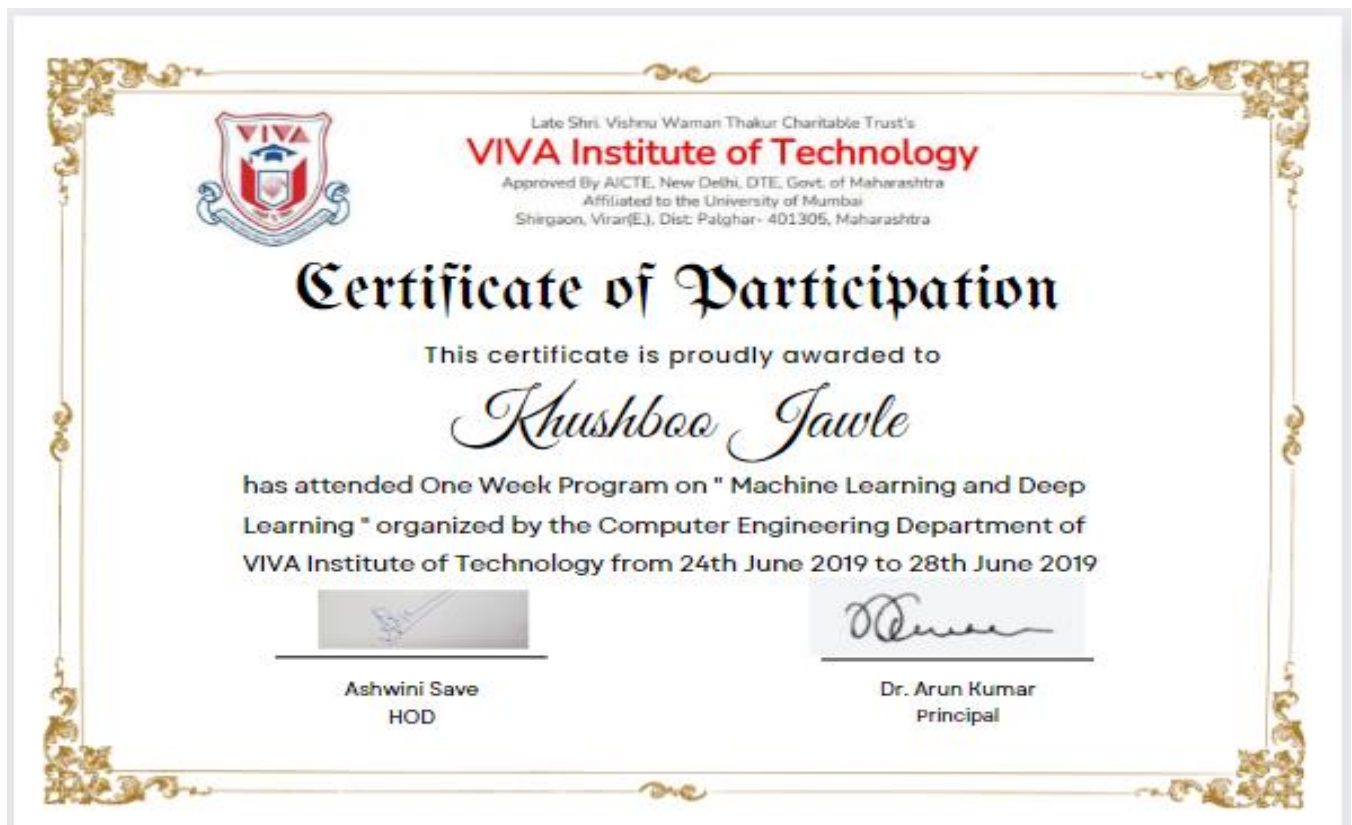 VIVA
Late Shri. Vishnu Waman Thakur Charitable Trust's
VIVA Institute of Technology
Approved By AICTE, New Delhi, DTE, Govt. of Maharashtra
Affiliated to the University of Mumbai
Shirgaon, Virar(E.), Dist: Palghar- 401305, Maharashtra
Certificate of Participation
This certificate is proudly awarded to
Khushboo Jawle
has attended One Week Program on " Machine Learning and Deep
Learning " organized by the Computer Engineering Department of
VIVA Institute of Technology from 24th June 2019 to 28th June 2019
Ashwini Save
HOD
Dr. Arun Kumar
Principal